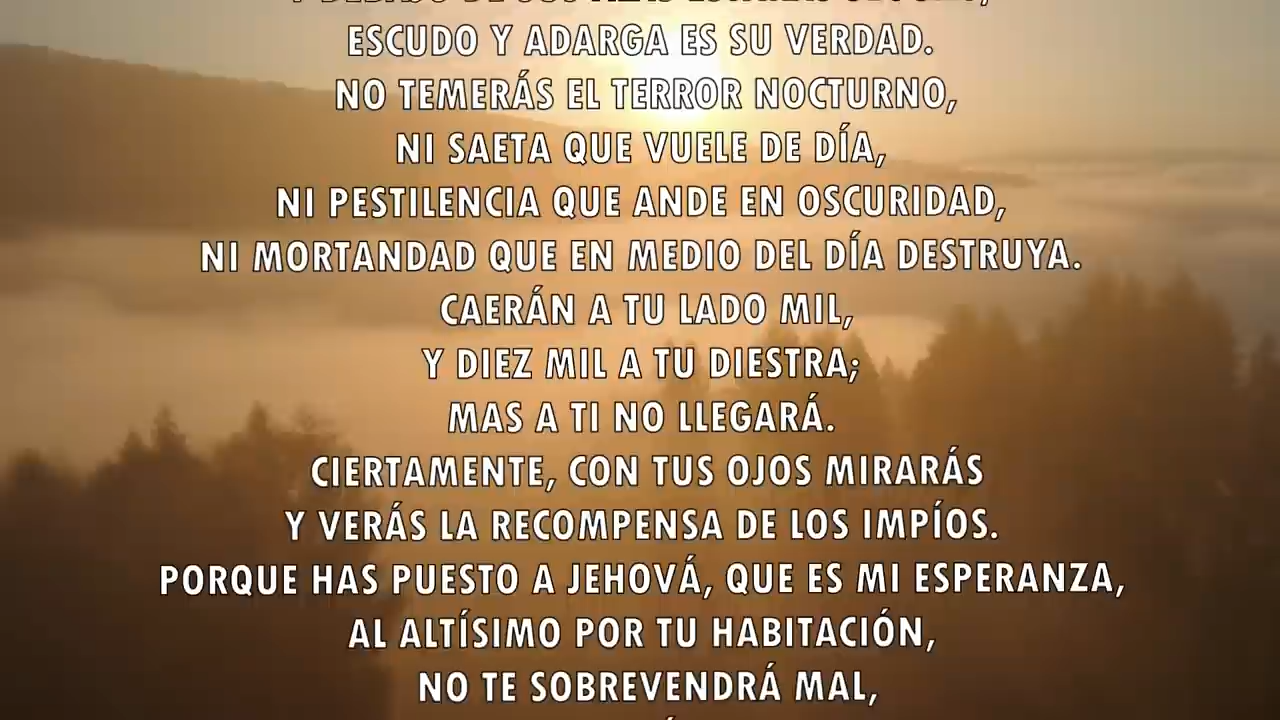 ESCUDO Y ADARGA ES SU VERDAD.
NO TEMERÁS EL TERROR NOCTURNO,
NI SAETA QUE VUELE DE DÍA,
NI PESTILENCIA QUE ANDE EN OSCURIDAD,
NI MORTANDAD QUE EN MEDIO DEL DÍA DESTRUYA.
CAERÁN A TU LADO MIL,
Y DIEZ MIL A TU DIESTRA;
MAS A TI NO LLEGARÁ.
CIERTAMENTE, CON TUS OJOS MIRARÁS
Y VERÁS LA RECOMPENSA DE LOS IMPÍOS.
PORQUE HAS PUESTO A JEHOVÁ, QUE ES MI ESPERANZA,
AL ALTÍSIMO POR TU HABITACIÓN,
NO TE SOBREVENDRÁ MAL,